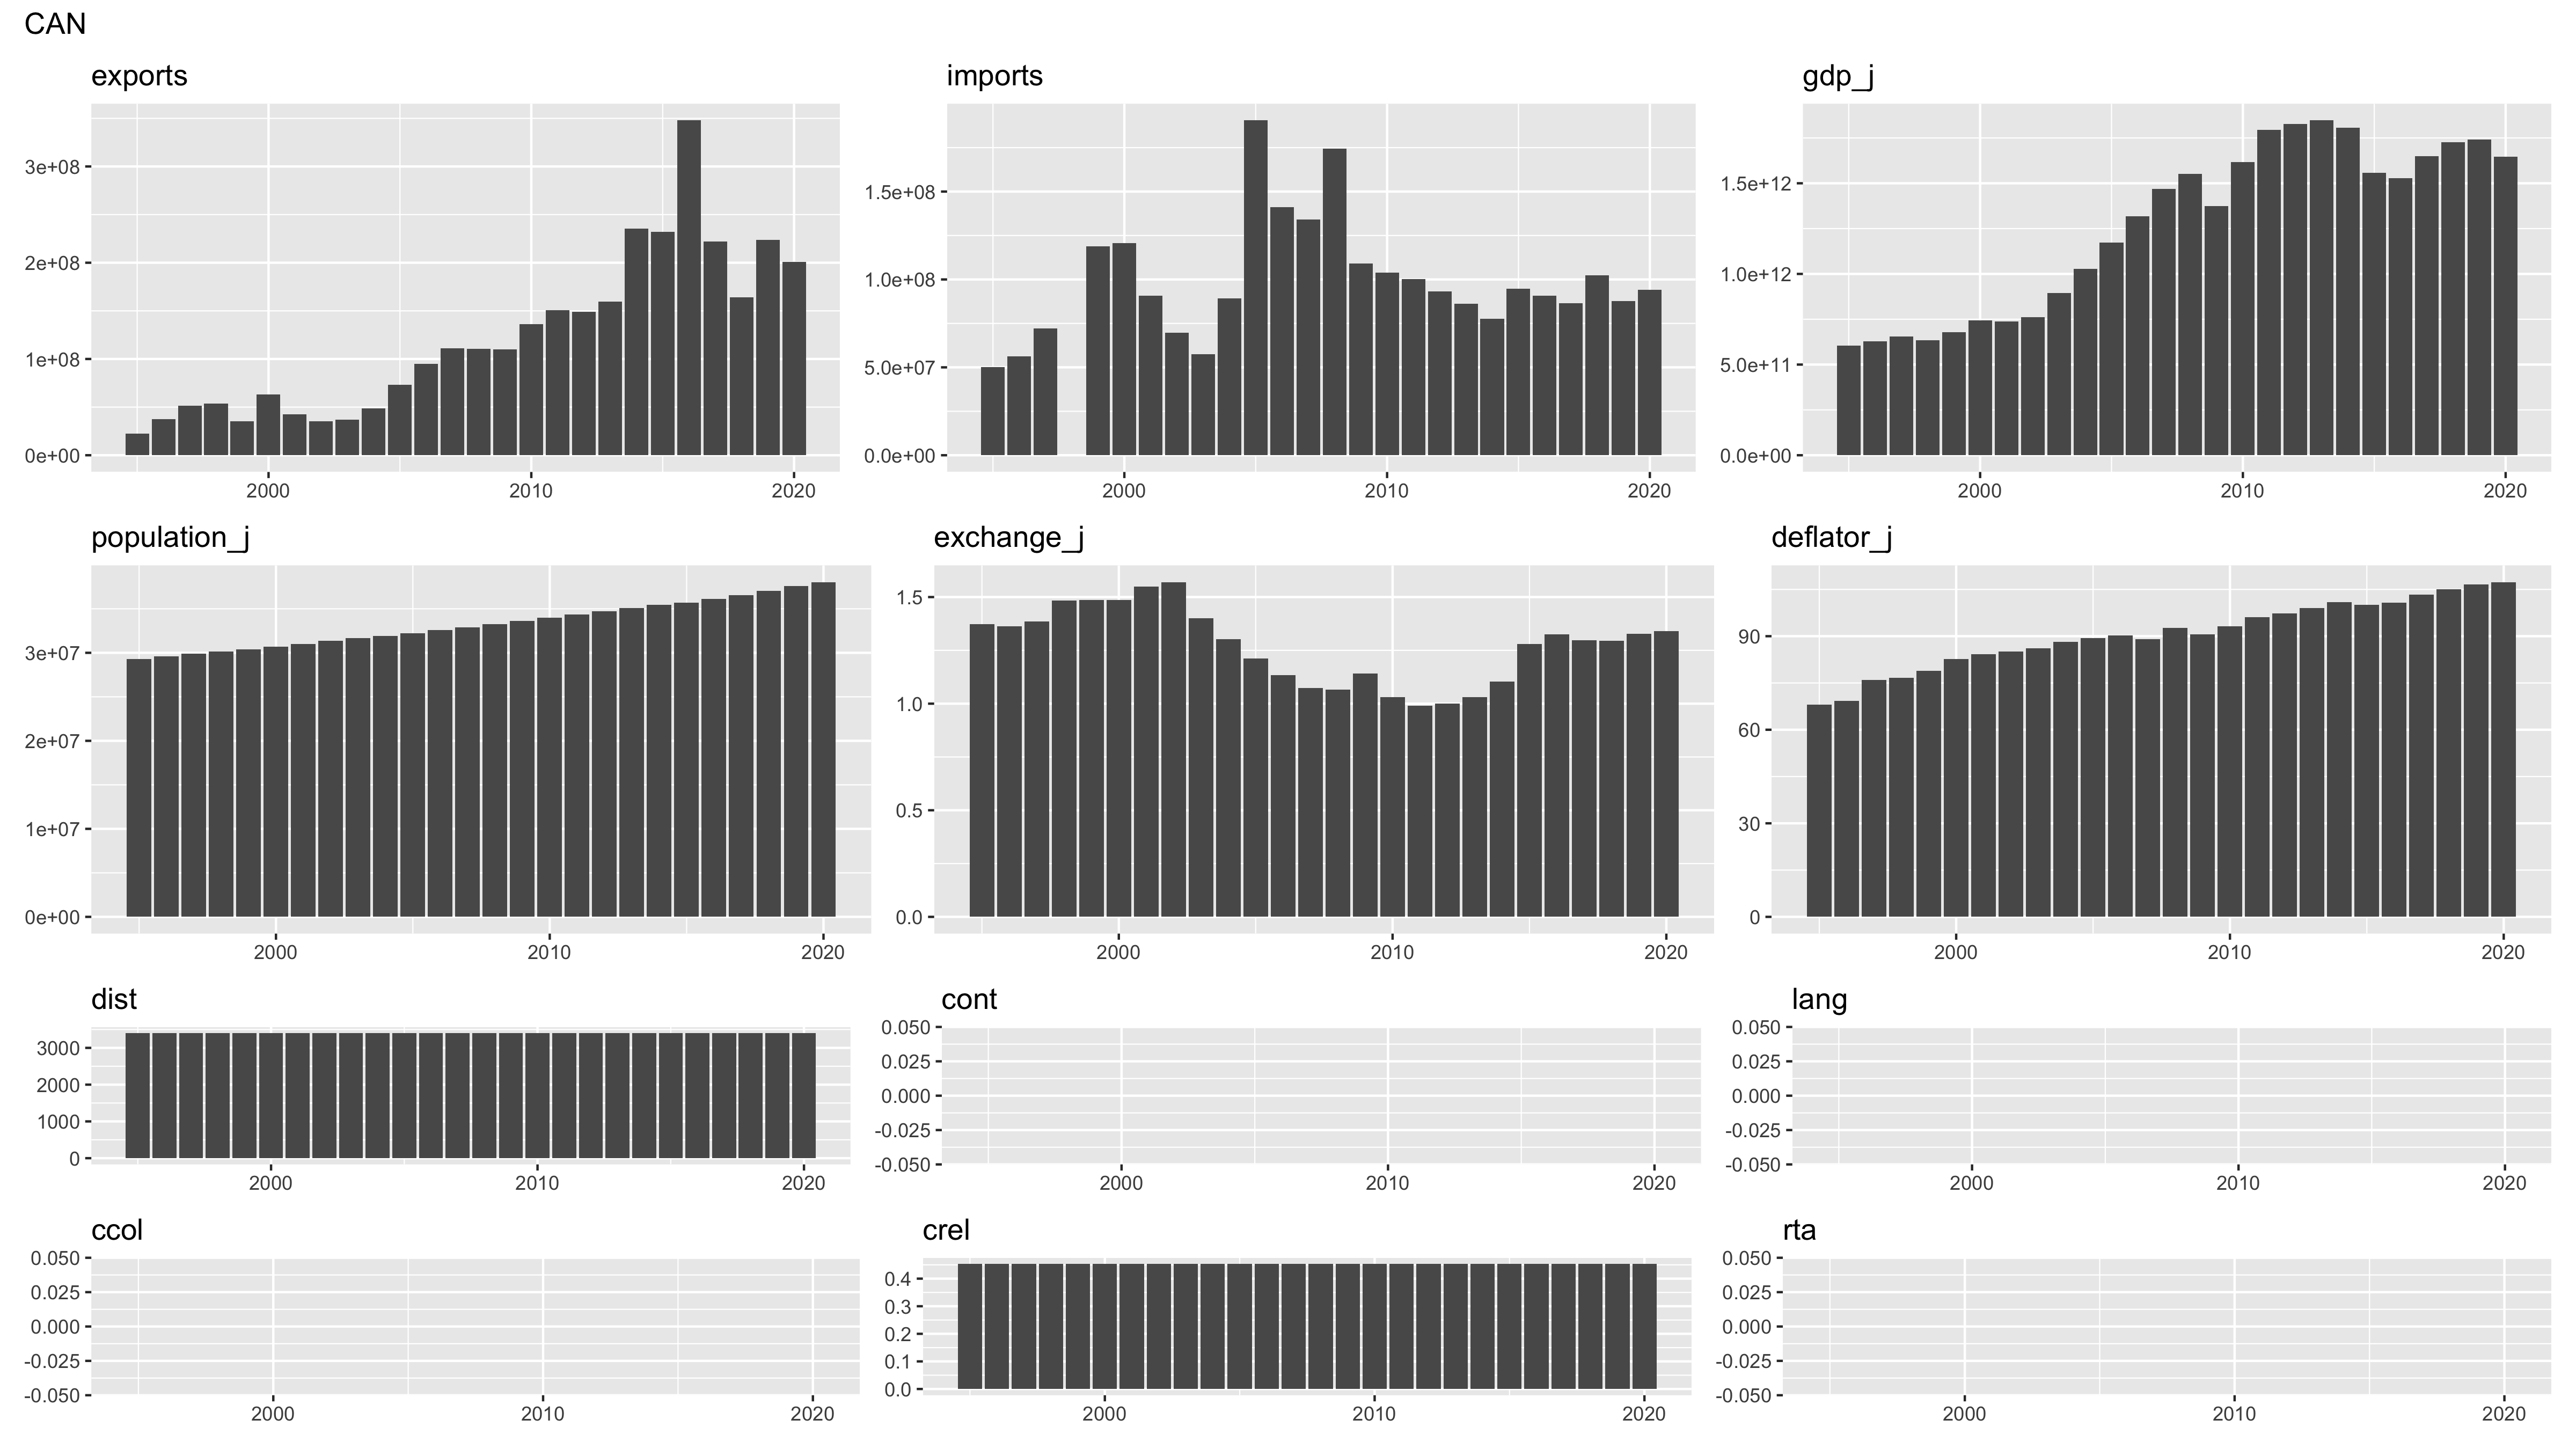 CAN
exports
3e+08
2e+08
1e+08
0e+00
2000 2010 2020
imports
1.5e+08
1.0e+08
5.0e+07
0.0e+00
2000 2010 2020
gdp_j
1.5e+12
1.0e+12
5.0e+11
0.0e+00
2000 2010 2020
population_j
3e+07
2e+07
1e+07
0e+00
2000 2010 2020
exchange_j
1.5
1.0
0.5
0.0
2000 2010 2020
deflator_j
90
60
30
0
2000 2010 2020
dist
3000
2000
1000
0
2000 2010 2020
cont
0.050
0.025
0.000
-0.025
-0.050
2000 2010 2020
lang
0.050
0.025
0.000
-0.025
-0.050
2000 2010 2020
ccol
0.050
0.025
0.000
-0.025
-0.050
2000 2010 2020
crel
0.4
0.3
0.2
0.1
0.0
2000 2010 2020
rta
0.050
0.025
0.000
-0.025
-0.050
2000 2010 2020